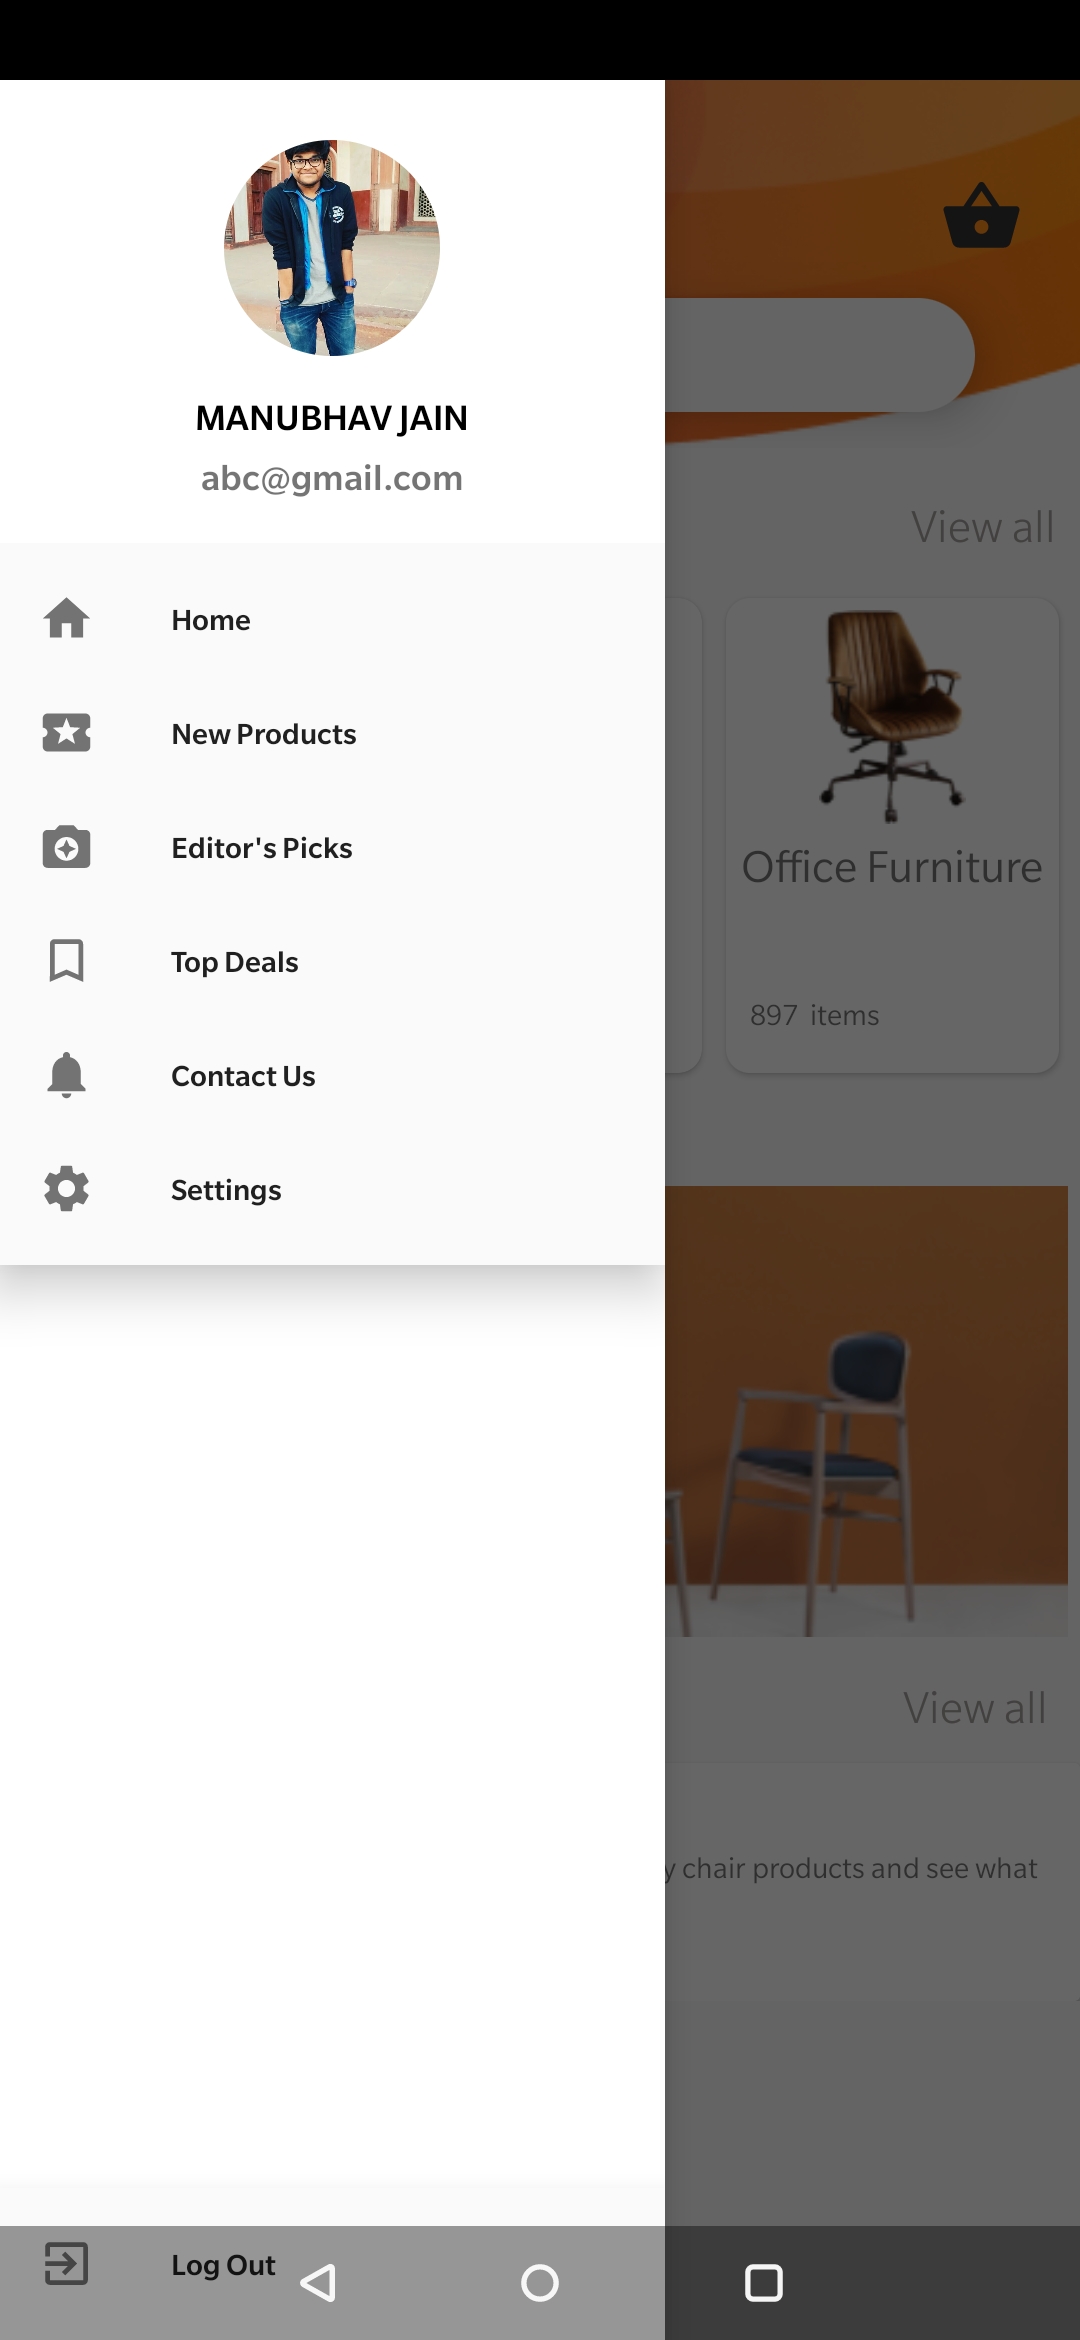 MANUBHAV JAIN
abc@gmail.com
Home
New Products
Editor's Picks
Top Deals
Contact Us
Settings
Log Out
View all
Office Furniture
897 items
View all
chair products and see what